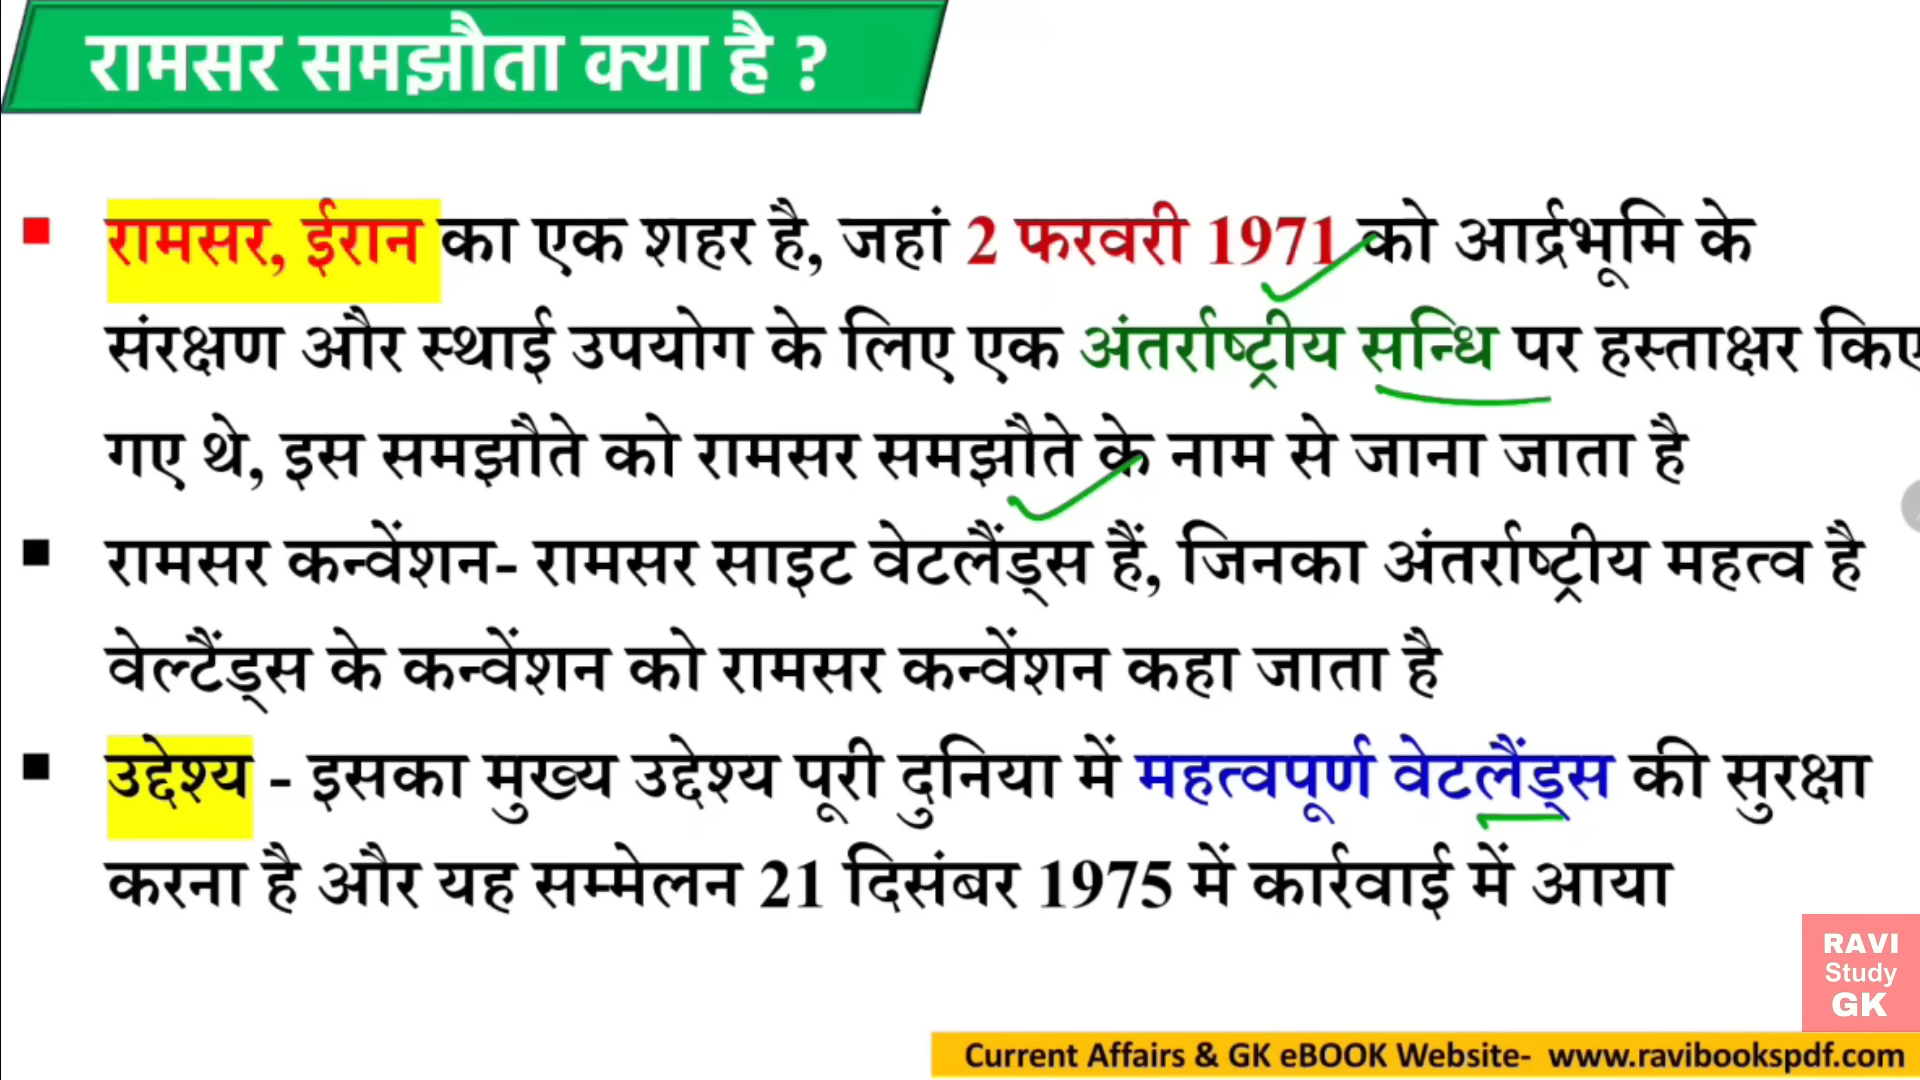 रामसर समझौता क्या है ?
रामसर, ईरान का एक शहर है, जहां 2 फरवरी 1971 को आर्द्रभूमि के
संरक्षण और स्थाई उपयोग के लिए एक अंतर्राष्ट्रीय सन्धि पर हस्ताक्षर किए
गए थे, इस समझौते को रामसर समझौते के नाम से जाना जाता है
रामसर कन्वेंशन- रामसर साइट वेटलैंड्स हैं, जिनका अंतर्राष्ट्रीय महत्व है
वेल्टैंड्स के कन्वेंशन को रामसर कन्वेंशन कहा जाता है
उद्देश्य - इसका मुख्य उद्देश्य पूरी दुनिया में महत्वपूर्ण वेटलैंड्स की सुरक्षा
करना है और यह सम्मेलन 21 दिसंबर 1975 में कार्रवाई में आया
RAVI
Study
GK
Current Affairs & GK eBOOK Website- www.ravibookspdf.com